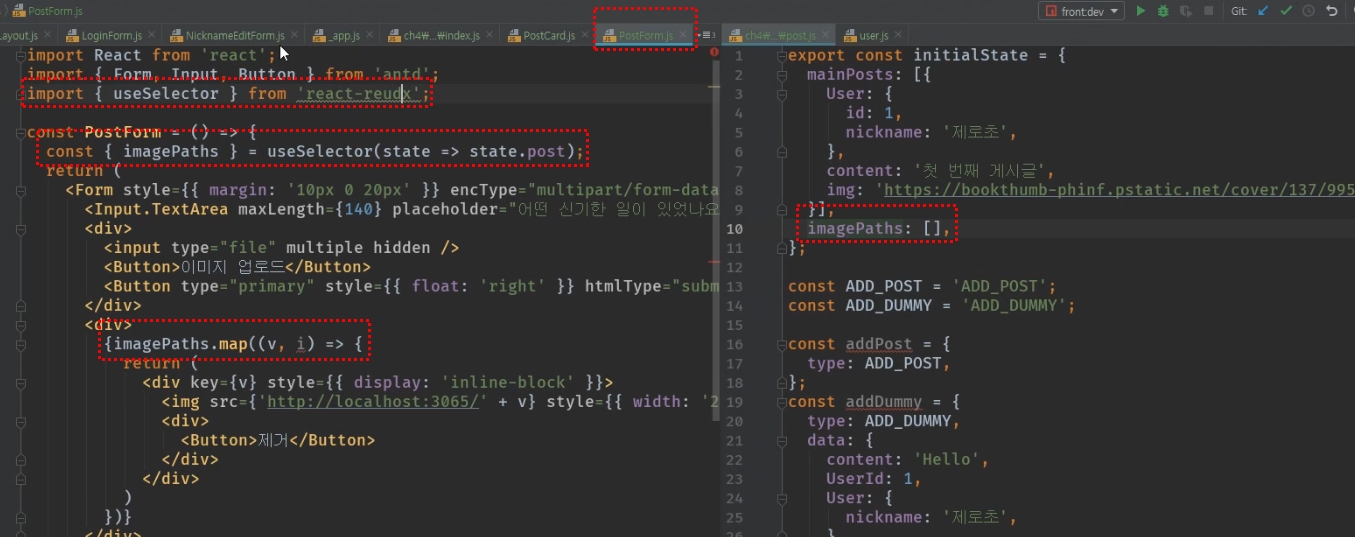 PostForm.js
front:dev
Git:
ayout.js
LoginForm.js
NicknameEditForm.js
_app.js
ch4₩...₩index.js
PostCard.js
PostForm.js
ch4₩...₩post.js
user.js
import React from 'react';
import { Form, Input, Button } from 'antd';
import { useSelector } from 'react-reudx';
const PostForm = () => {
const { imagePaths } = useSelector(state => state.post);
return (
<Form style={{ margin: '10px 0 20px' }} encType="multipart/form-data
<Input.TextArea maxLength={140} placeholder="어떤 신기한 일이 있었나요
<div>
<input type="file" multiple hidden />
<Button>이미지 업로드</Button>
<Button type="primary" style={{ float: 'right' }} htmlType="subm
</div>
<div>
{imagePaths.map((v, i) => {
return (
<div key={v} style={{ display: 'inline-block' }}>
<img src={'http://localhost:3065/' + v} style={{ width: '2
<div>
<Button>제거</Button>
</div>
</div>
)
})}
</div>
1 export const initialState = {
2 mainPosts: [{
3 User: {
4 id: 1,
5 nickname: '제로초',
6 },
7 content: '첫 번째 게시글',
8 img: 'https://bookthumb-phinf.pstatic.net/cover/137/995
9 }],
10 imagePaths: [],
11 };
12
13 const ADD_POST = 'ADD_POST';
14 const ADD_DUMMY = 'ADD_DUMMY';
15
16 const addPost = {
17 type: ADD_POST,
18 };
19 const addDummy = {
20 type: ADD_DUMMY,
21 data: {
22 content: 'Hello',
23 UserId: 1,
24 User: {
25 nickname: '제로초',
26 }